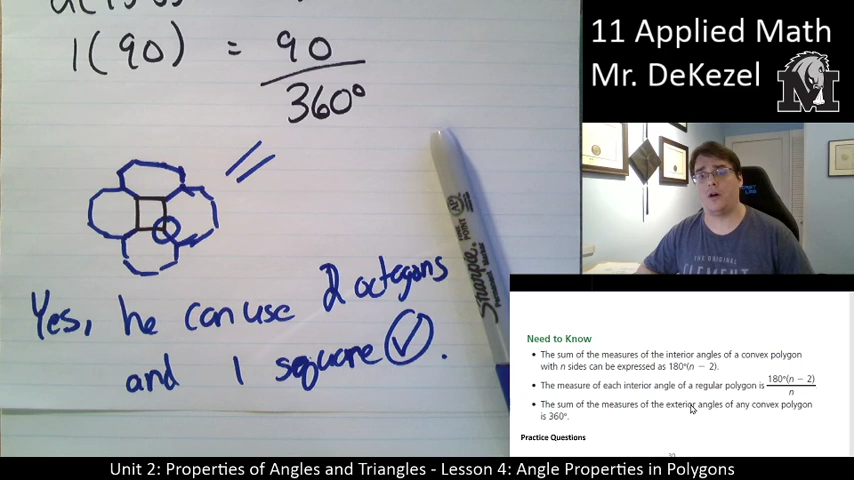 1(90) = 90
360°
Yes, he can use 2 octogons
and 1 square ✓.
Sharpie
11 Applied Math
Mr. DeKezel
M
THE ORIGINAL
Need to Know
• The sum of the measures of the interior angles of a convex polygon
with n sides can be expressed as 180°(n − 2).
• The measure of each interior angle of a regular polygon is 180°(n − 2)/n
• The sum of the measures of the exterior angles of any convex polygon
is 360°.
Practice Questions
Unit 2: Properties of Angles and Triangles - Lesson 4: Angle Properties in Polygons